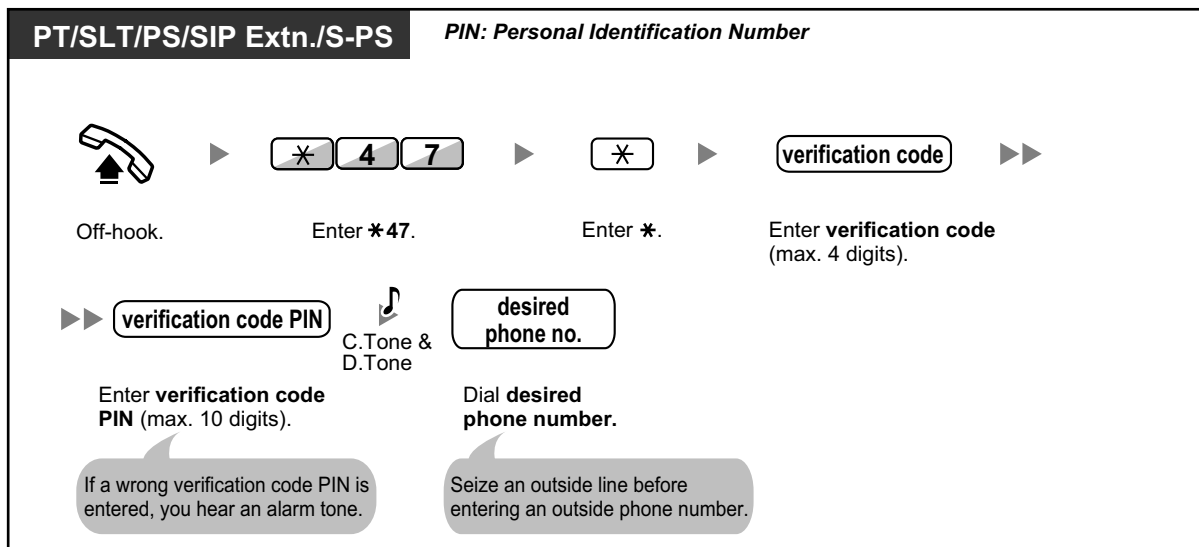 PT/SLT/PS/SIP Extn./S-PS
PIN: Personal Identification Number
* 4 7
*
verification code
Off-hook.
Enter *47.
Enter *.
Enter verification code
(max. 4 digits).
verification code PIN
C.Tone &
D.Tone
desired
phone no.
Enter verification code
PIN (max. 10 digits).
Dial desired
phone number.
If a wrong verification code PIN is
entered, you hear an alarm tone.
Seize an outside line before
entering an outside phone number.